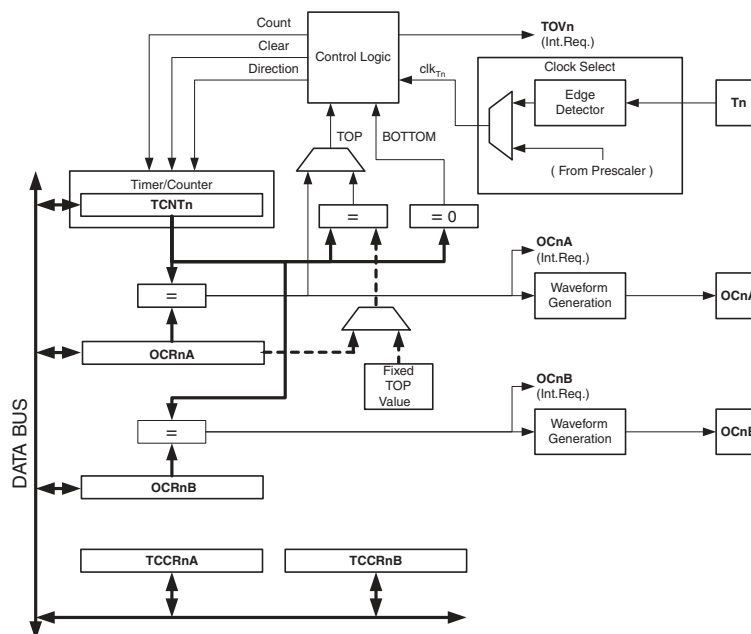 Count
Clear
Direction
Control Logic
TOVn
(Int.Req.)
clkTn
Clock Select
Edge
Detector
Tn
( From Prescaler )
TOP
BOTTOM
Timer/Counter
TCNTn
=
= 0
OCnA
(Int.Req.)
=
Waveform
Generation
OCnA
OCRnA
Fixed
TOP
Value
OCnB
(Int.Req.)
=
Waveform
Generation
OCnB
OCRnB
DATA BUS
TCCRnA
TCCRnB